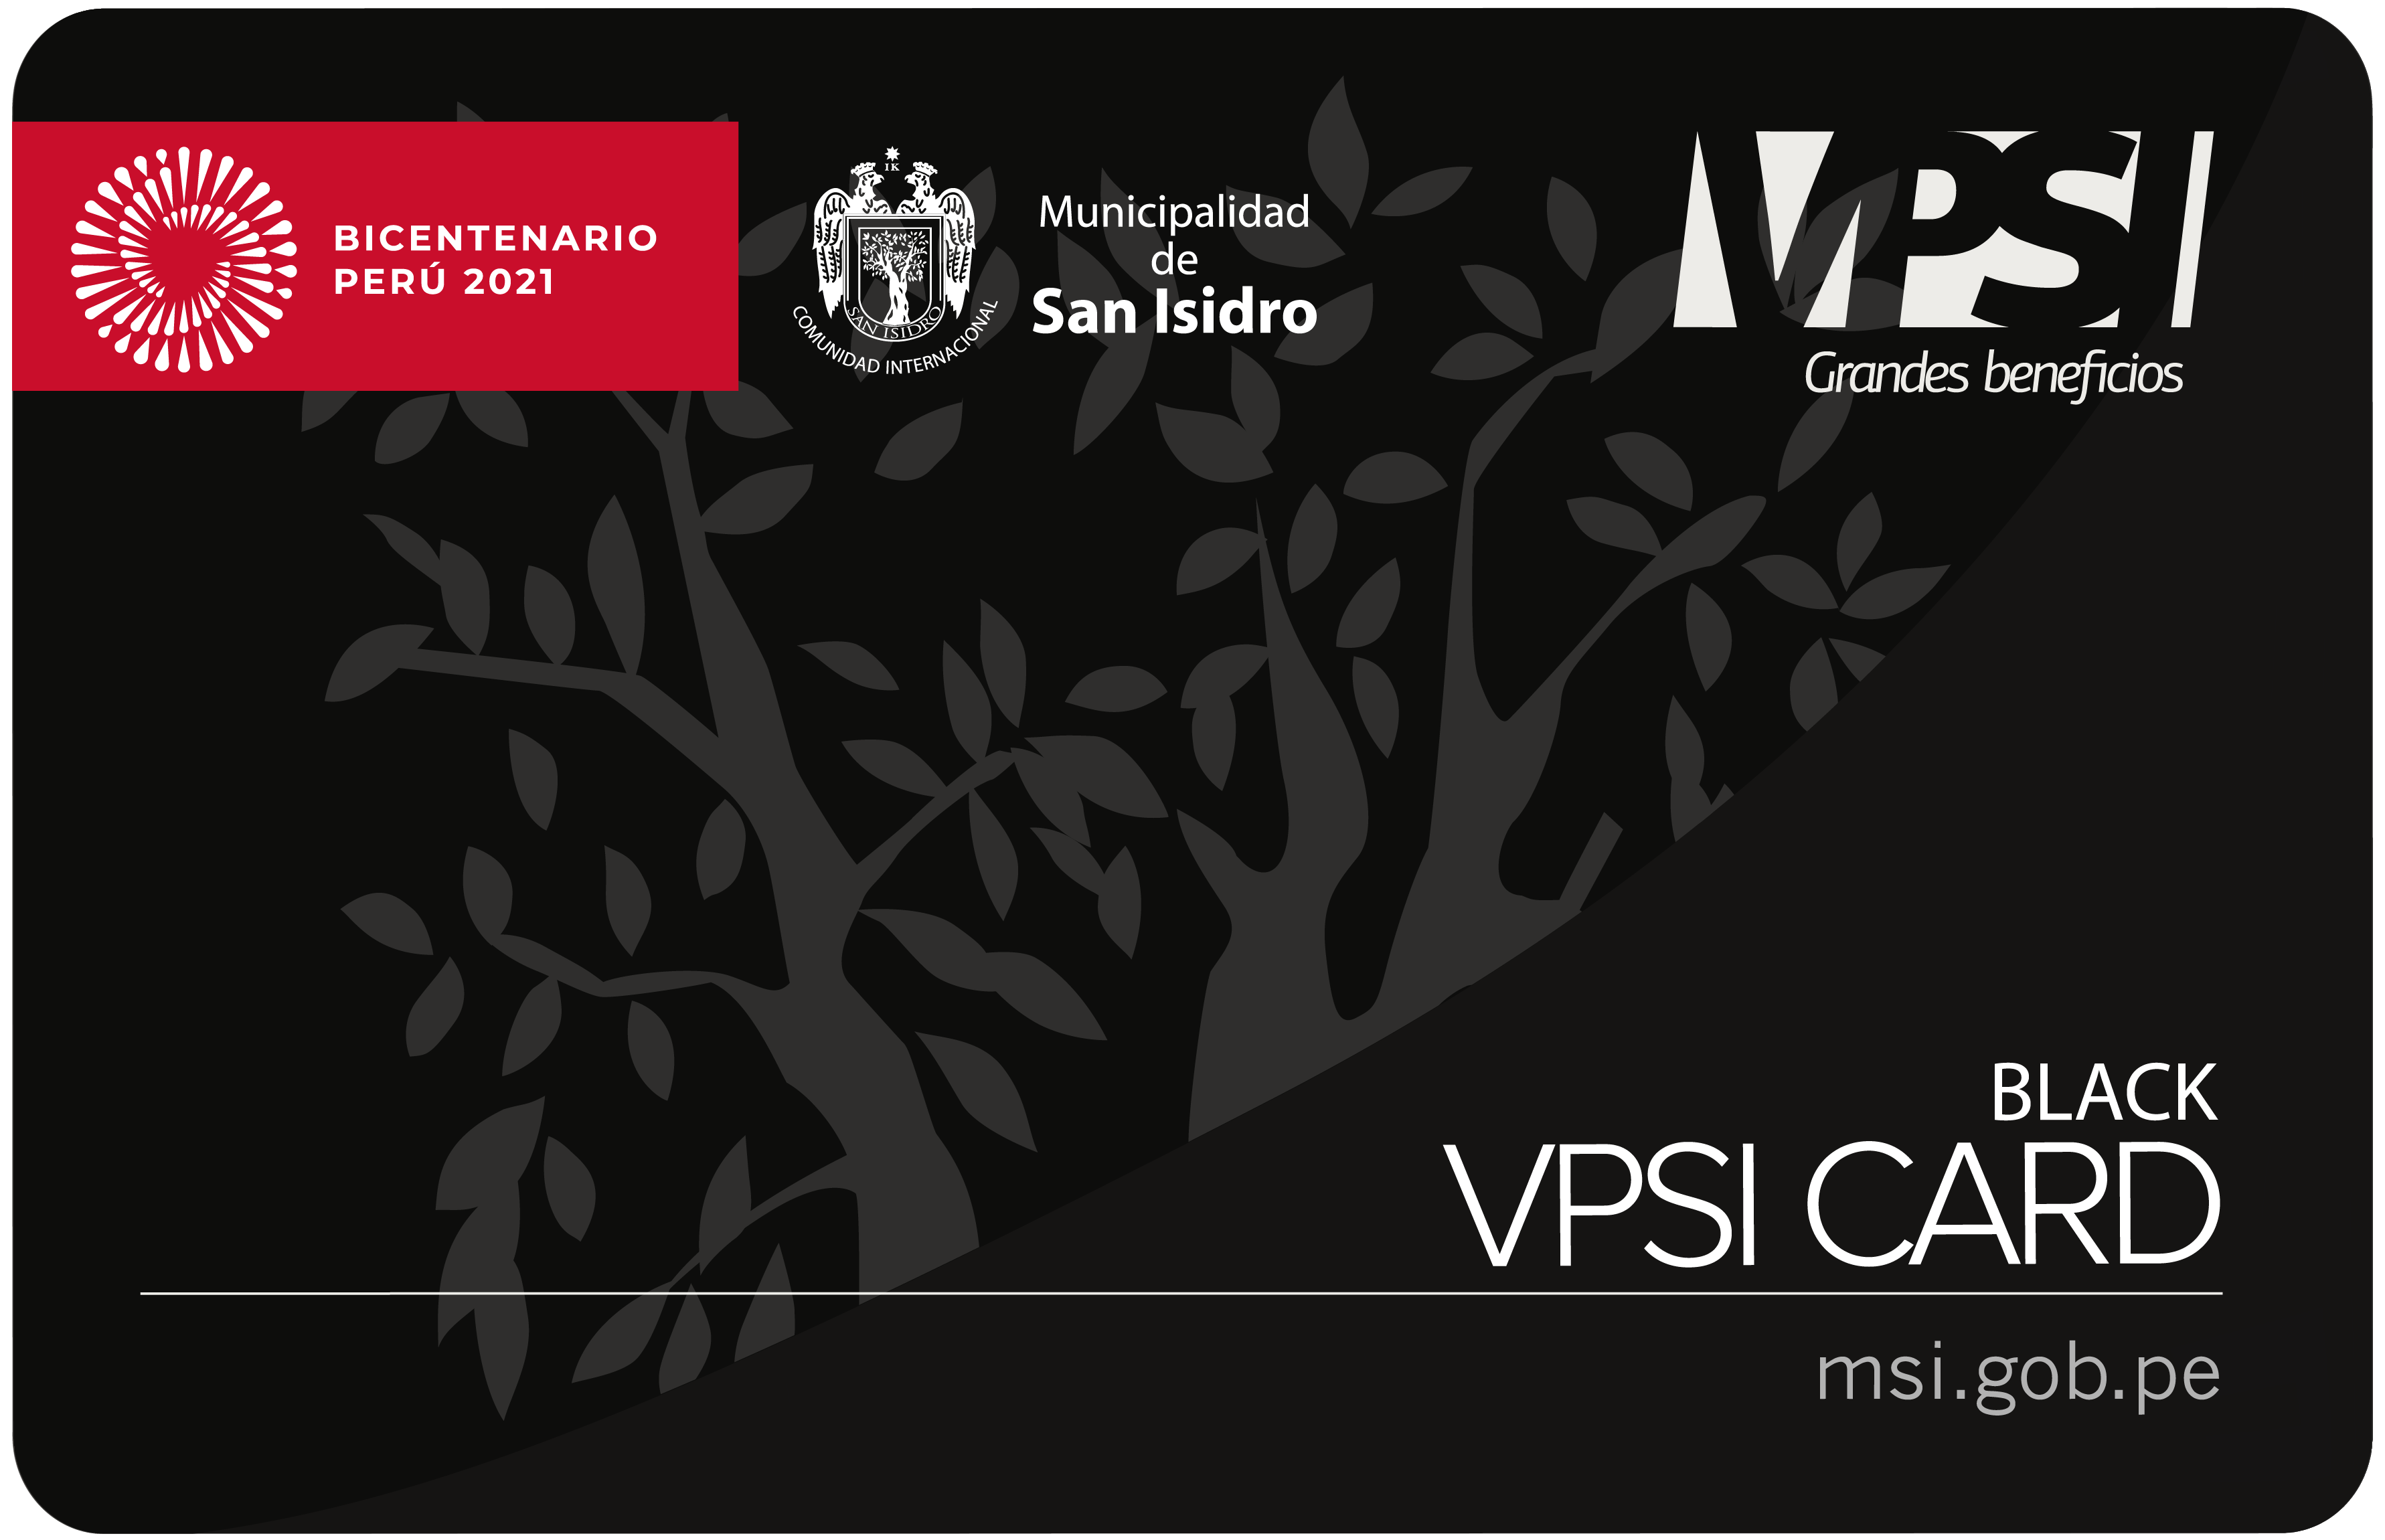 BICENTENARIO
PERÚ 2021
IK
SAN ISIDRO
COMUNIDAD INTERNACIONAL
Municipalidad
de
San Isidro
VPSI
Grandes beneficios
BLACK
VPSI CARD
msi.gob.pe